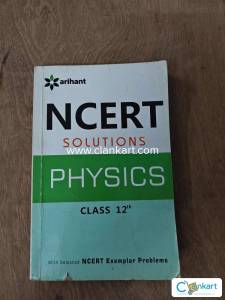 arihant
NCERT
SOLUTIONS
www.clankart.com
PHYSICS
CLASS 12th
With Selected NCERT Exemplar Problems
Clankart